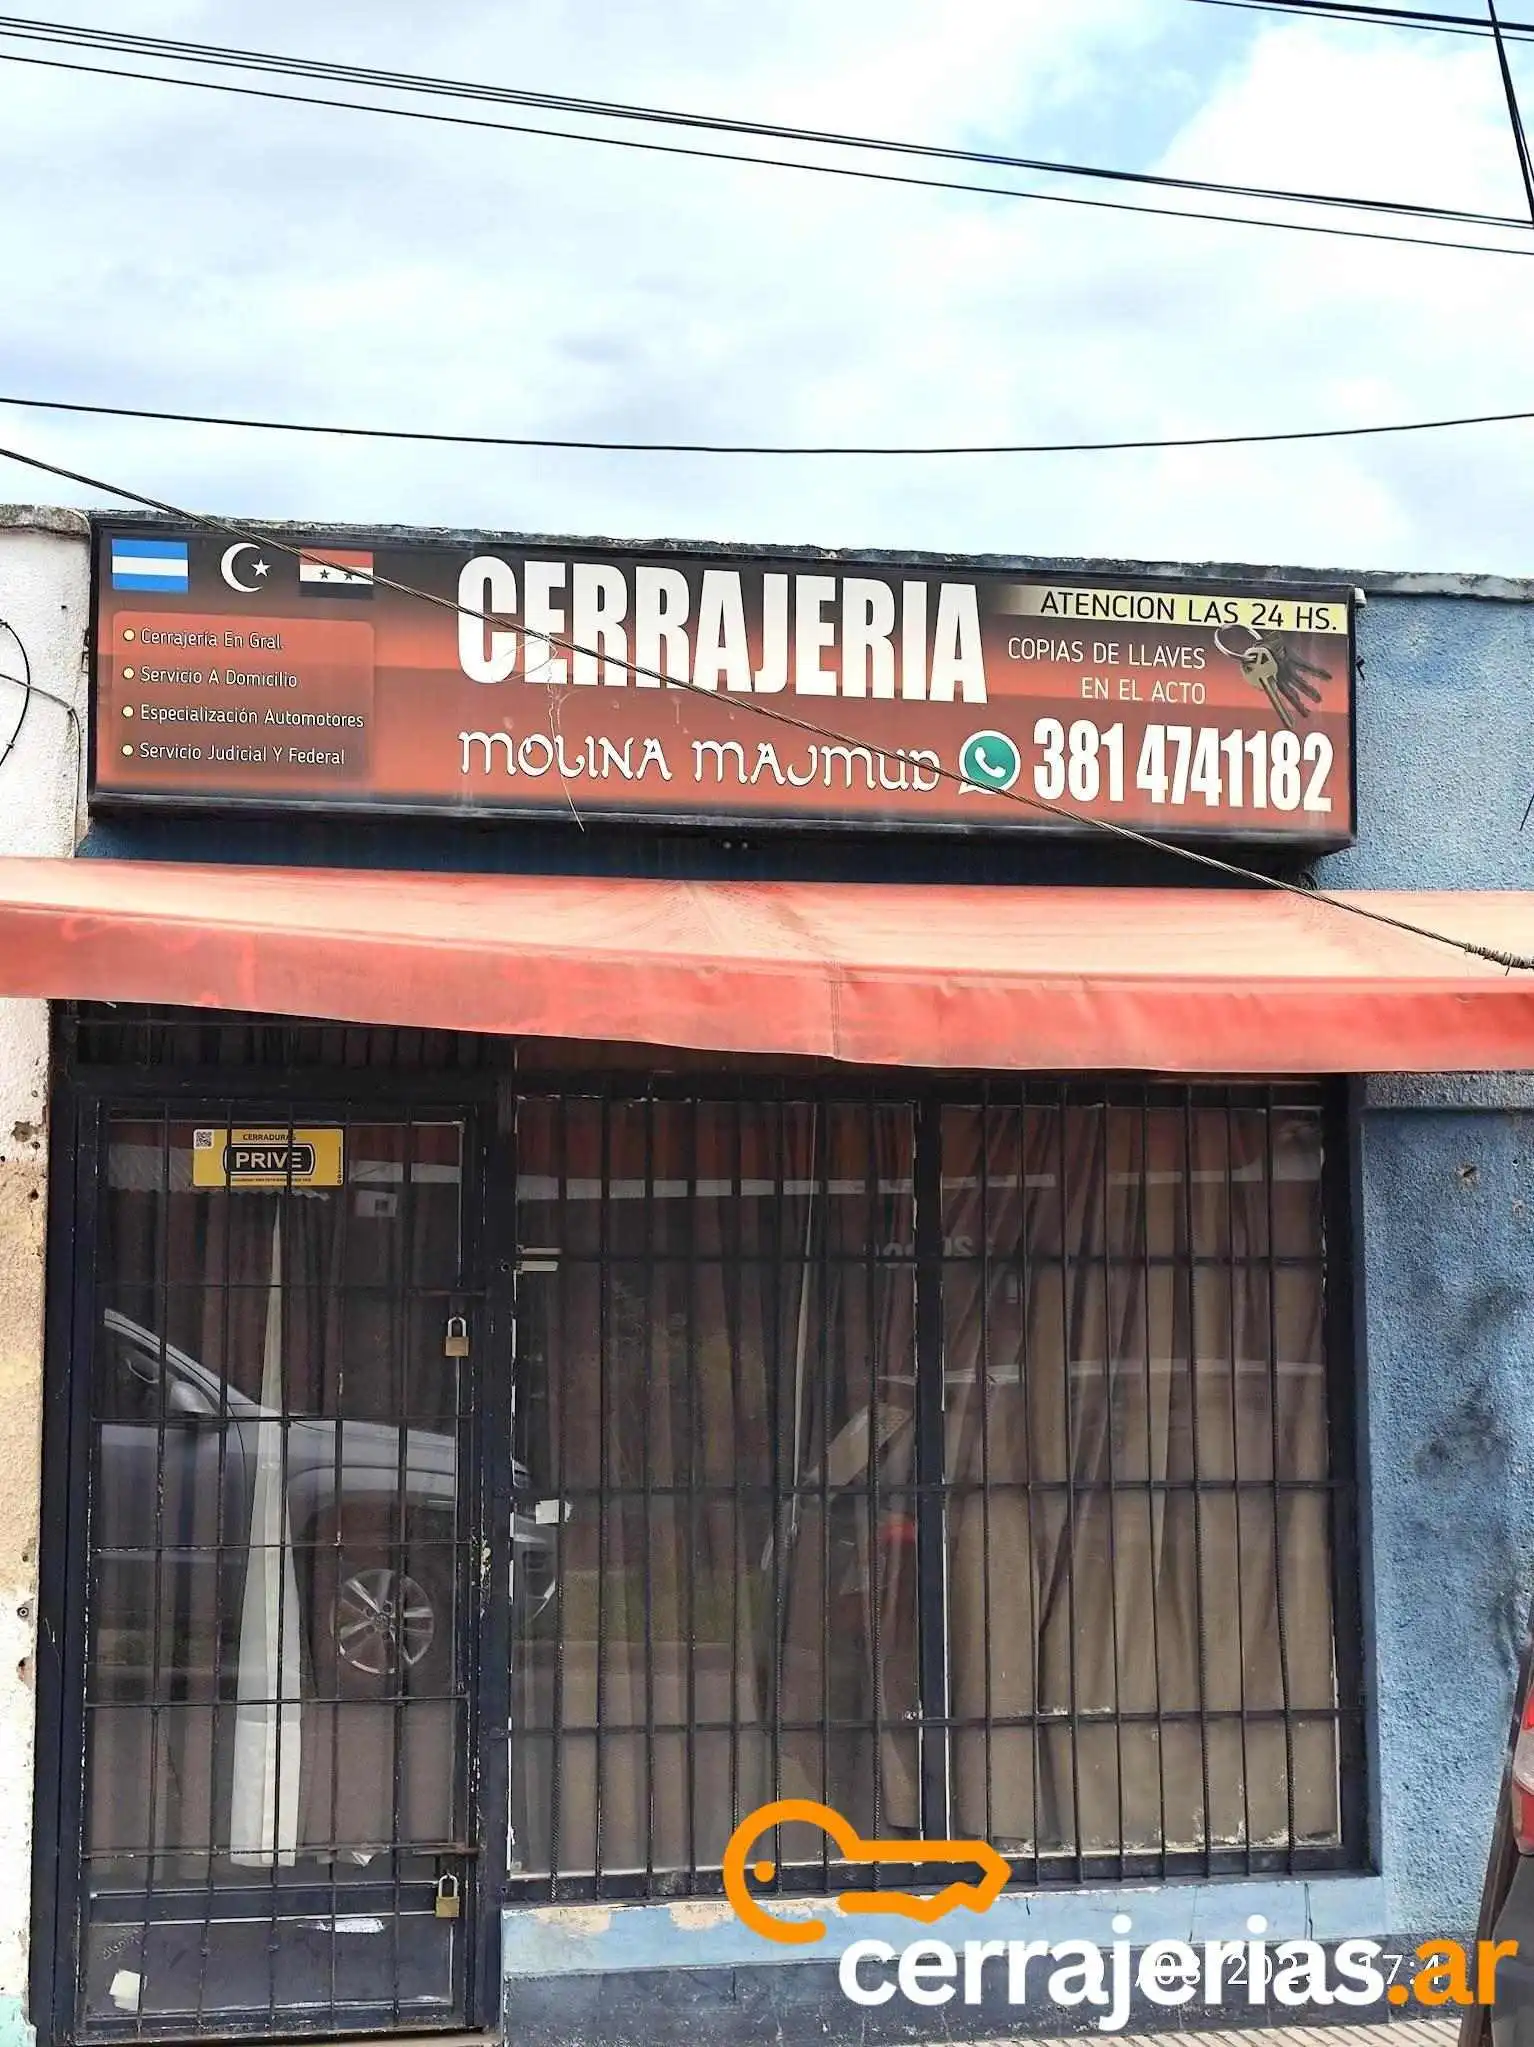 CERRAJERIA
MOLINA MAJMUD
381 4741182
ATENCION LAS 24 HS.
COPIAS DE LLAVES
EN EL ACTO
Cerrajería En Gral.
Servicio A Domicilio
Especialización Automotores
Servicio Judicial Y Federal
CERRADURAS
PRIVE
cerrajerias.ar